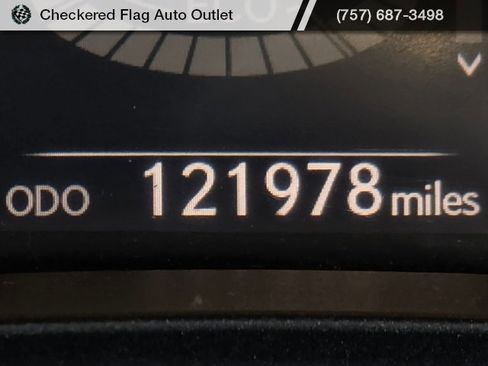 Checkered Flag Auto Outlet (757) 687-3498
ODO 121978 miles